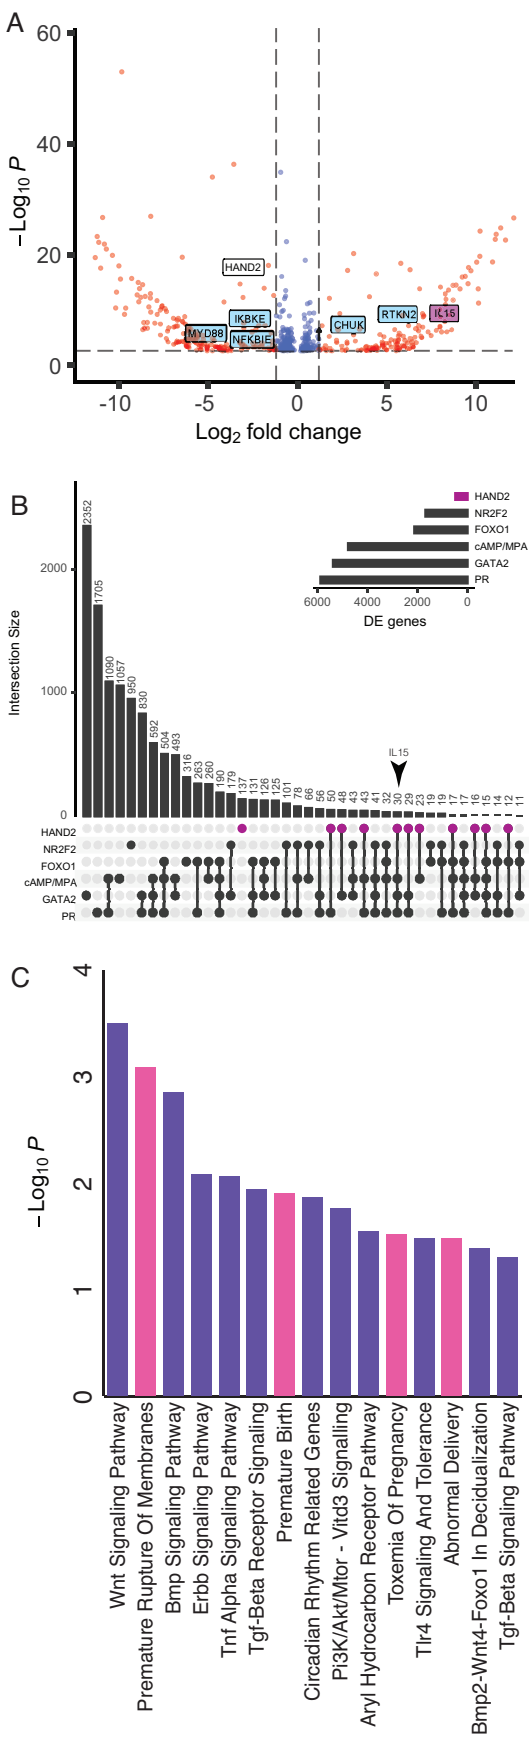 A
60
40
20
0
−Log10 P
HAND2
IKBKE
MYD88
NFKBIE
CHUK
RTKN2
IL15
-10 -5 0 5 10
Log2 fold change
B
2352
1705
1090
1057
950
830
592
504
493
316
263
260
190
179
137
131
126
125
101
78
66
56
50
48
43
43
41
32
30
29
23
19
19
17
17
16
15
14
12
11
2000
1000
0
Intersection Size
IL15
HAND2
NR2F2
FOXO1
cAMP/MPA
GATA2
PR
6000 4000 2000 0
DE genes
HAND2
NR2F2
FOXO1
cAMP/MPA
GATA2
PR
C
4
3
2
1
0
−Log10 P
Wnt Signaling Pathway
Premature Rupture Of Membranes
Bmp Signaling Pathway
Erbb Signaling Pathway
Tnf Alpha Signaling Pathway
Tgf-Beta Receptor Signaling
Premature Birth
Circadian Rhythm Related Genes
Pi3K/Akt/Mtor - Vitd3 Signalling
Aryl Hydrocarbon Receptor Pathway
Toxemia Of Pregnancy
Tlr4 Signaling And Tolerance
Abnormal Delivery
Bmp2-Wnt4-Foxo1 In Decidualization
Tgf-Beta Signaling Pathway